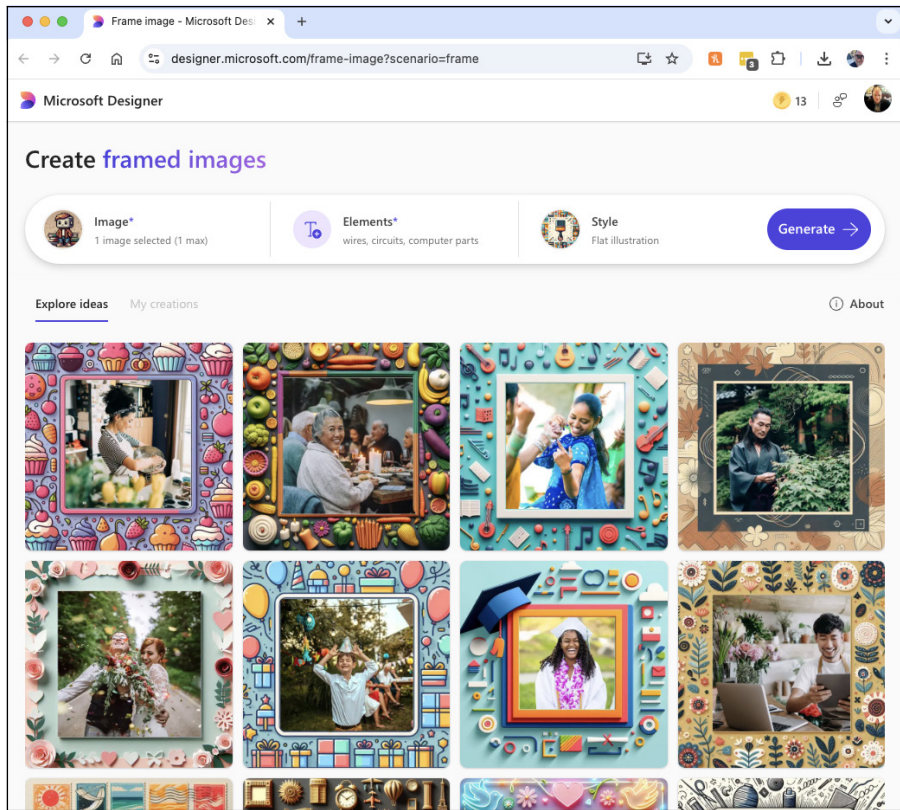 Frame image - Microsoft Des
designer.microsoft.com/frame-image?scenario=frame
3
Microsoft Designer
13
Create framed images
Image*
1 image selected (1 max)
Elements*
wires, circuits, computer parts
Style
Flat illustration
Generate
Explore ideas
My creations
About